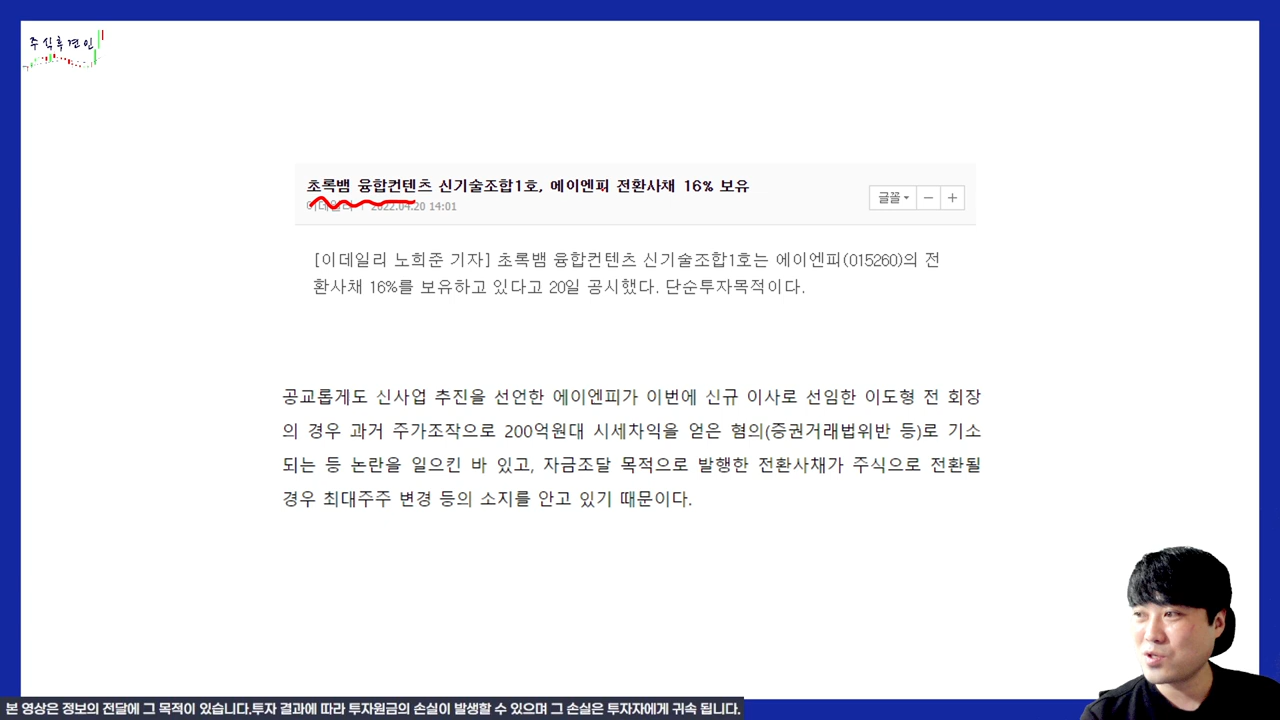 주식후견인
초록뱀 융합컨텐츠 신기술조합1호, 에이엔피 전환사채 16% 보유
이데일리 2022.04.20 14:01
글꼴
[이데일리 노희준 기자] 초록뱀 융합컨텐츠 신기술조합1호는 에이엔피(015260)의 전
환사채 16%를 보유하고 있다고 20일 공시했다. 단순투자목적이다.
공교롭게도 신사업 추진을 선언한 에이엔피가 이번에 신규 이사로 선임한 이도형 전 회장
의 경우 과거 주가조작으로 200억원대 시세차익을 얻은 혐의(증권거래법위반 등)로 기소
되는 등 논란을 일으킨 바 있고, 자금조달 목적으로 발행한 전환사채가 주식으로 전환될
경우 최대주주 변경 등의 소지를 안고 있기 때문이다.
본 영상은 정보의 전달에 그 목적이 있습니다.투자 결과에 따라 투자원금의 손실이 발생할 수 있으며 그 손실은 투자자에게 귀속 됩니다.